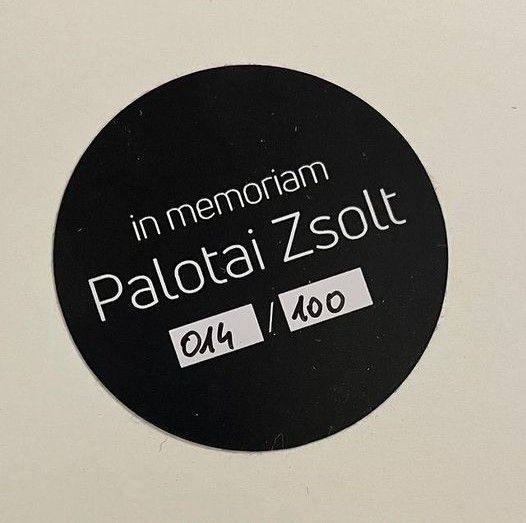 in memoriam
Palotai Zsolt
014 / 100